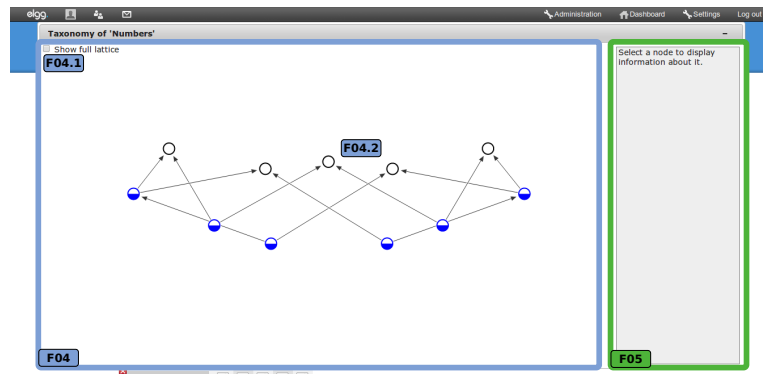 elgg.
Administration
Dashboard
Settings
Log out
Taxonomy of 'Numbers'
–
Show full lattice
F04.1
Select a node to display
information about it.
F04.2
F04
F05